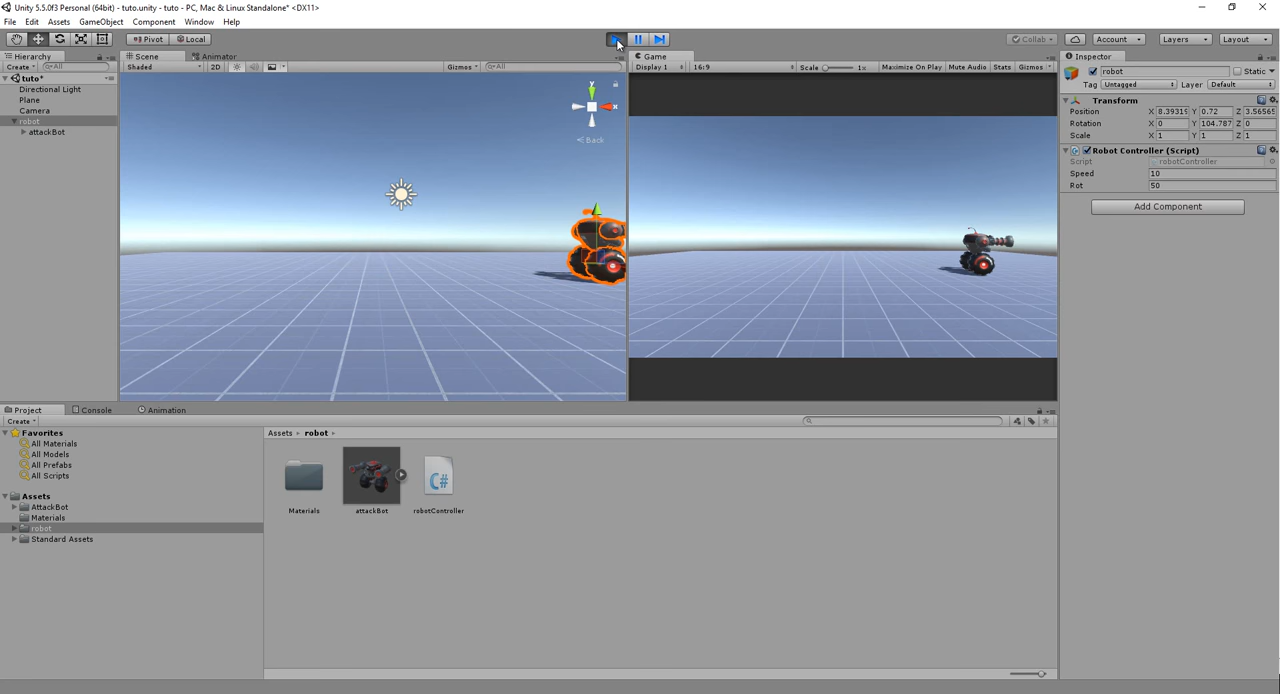 Unity 5.5.0f3 Personal (64bit) - tuto.unity - tuto - PC, Mac & Linux Standalone* <DX11>
File Edit Assets GameObject Component Window Help
Pivot Local Collab Account Layers Layout
Hierarchy Scene Animator Game Inspector
Create All Shaded 2D Gizmos All Display 1 16:9 Scale 1x Maximize On Play Mute Audio Stats Gizmos
robot Static
tuto*
Directional Light
Plane
Camera
robot
attackBot
y
x
Back
Tag Untagged Layer Default
Transform
Position X 8.39319 Y 0.72 Z 3.56565
Rotation X 0 Y 104.787 Z 0
Scale X 1 Y 1 Z 1
Robot Controller (Script)
Script robotController
Speed 10
Rot 50
Add Component
Project Console Animation
Create
Favorites
All Materials
All Models
All Prefabs
All Scripts
Assets
AttackBot
Materials
robot
Standard Assets
Assets robot
C#
Materials attackBot robotController